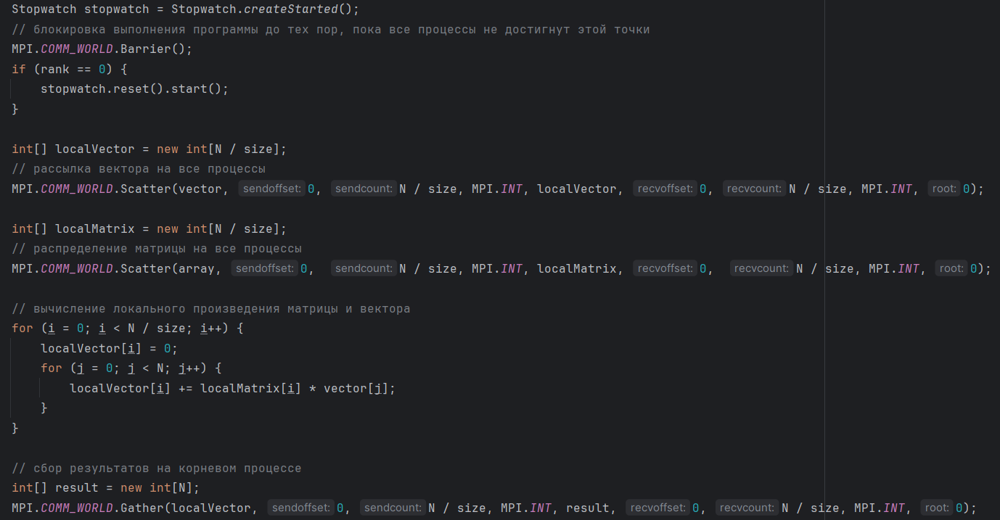 Stopwatch stopwatch = Stopwatch.createStarted();
// блокировка выполнения программы до тех пор, пока все процессы не достигнут этой точки
MPI.COMM_WORLD.Barrier();
if (rank == 0) {
    stopwatch.reset().start();
}

int[] localVector = new int[N / size];
// рассылка вектора на все процессы
MPI.COMM_WORLD.Scatter(vector, sendoffset: 0, sendcount: N / size, MPI.INT, localVector, recvoffset: 0, recvcount: N / size, MPI.INT, root: 0);

int[] localMatrix = new int[N / size];
// распределение матрицы на все процессы
MPI.COMM_WORLD.Scatter(array, sendoffset: 0, sendcount: N / size, MPI.INT, localMatrix, recvoffset: 0, recvcount: N / size, MPI.INT, root: 0);

// вычисление локального произведения матрицы и вектора
for (i = 0; i < N / size; i++) {
    localVector[i] = 0;
    for (j = 0; j < N; j++) {
        localVector[i] += localMatrix[i] * vector[j];
    }
}

// сбор результатов на корневом процессе
int[] result = new int[N];
MPI.COMM_WORLD.Gather(localVector, sendoffset: 0, sendcount: N / size, MPI.INT, result, recvoffset: 0, recvcount: N / size, MPI.INT, root: 0);